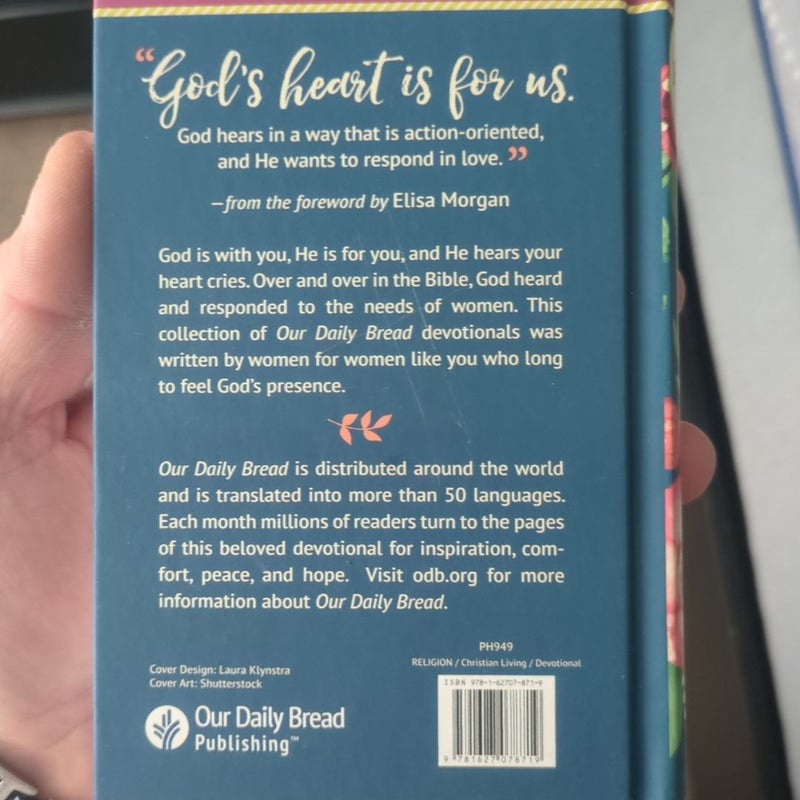 “God's heart is for us.
God hears in a way that is action-oriented,
and He wants to respond in love.”
—from the foreword by Elisa Morgan
God is with you, He is for you, and He hears your
heart cries. Over and over in the Bible, God heard
and responded to the needs of women. This
collection of Our Daily Bread devotionals was
written by women for women like you who long
to feel God's presence.
Our Daily Bread is distributed around the world
and is translated into more than 50 languages.
Each month millions of readers turn to the pages
of this beloved devotional for inspiration, com-
fort, peace, and hope. Visit odb.org for more
information about Our Daily Bread.
PH949
RELIGION / Christian Living / Devotional
Cover Design: Laura Klynstra
Cover Art: Shutterstock
Our Daily Bread
Publishing™
ISBN 978-1-62707-871-9
9 781627 078719